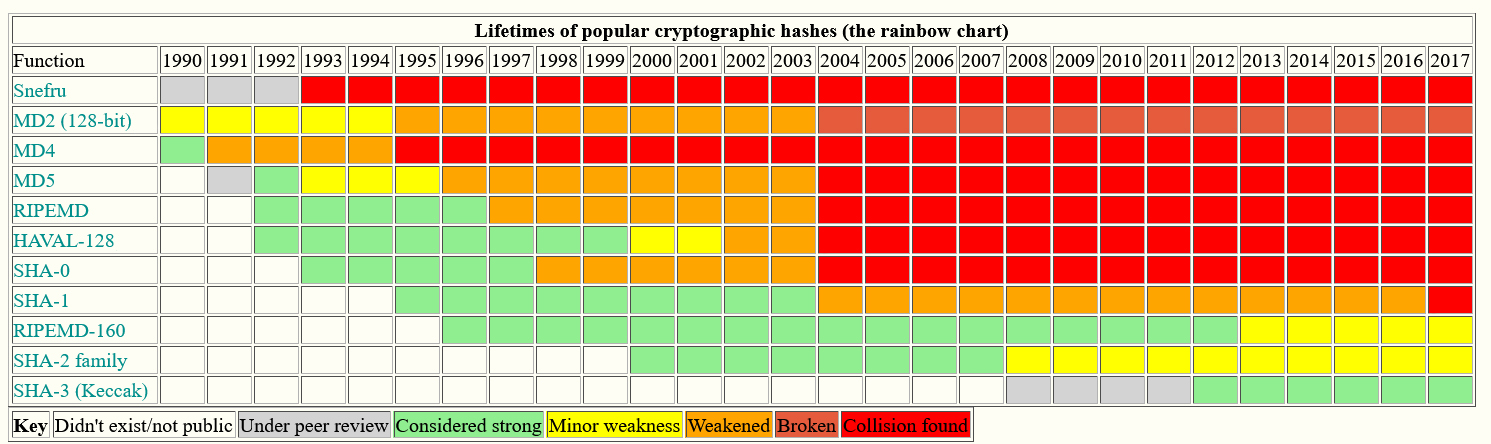 Lifetimes of popular cryptographic hashes (the rainbow chart)
Function 1990 1991 1992 1993 1994 1995 1996 1997 1998 1999 2000 2001 2002 2003 2004 2005 2006 2007 2008 2009 2010 2011 2012 2013 2014 2015 2016 2017
Snefru
MD2 (128-bit)
MD4
MD5
RIPEMD
HAVAL-128
SHA-0
SHA-1
RIPEMD-160
SHA-2 family
SHA-3 (Keccak)
Key Didn't exist/not public Under peer review Considered strong Minor weakness Weakened Broken Collision found